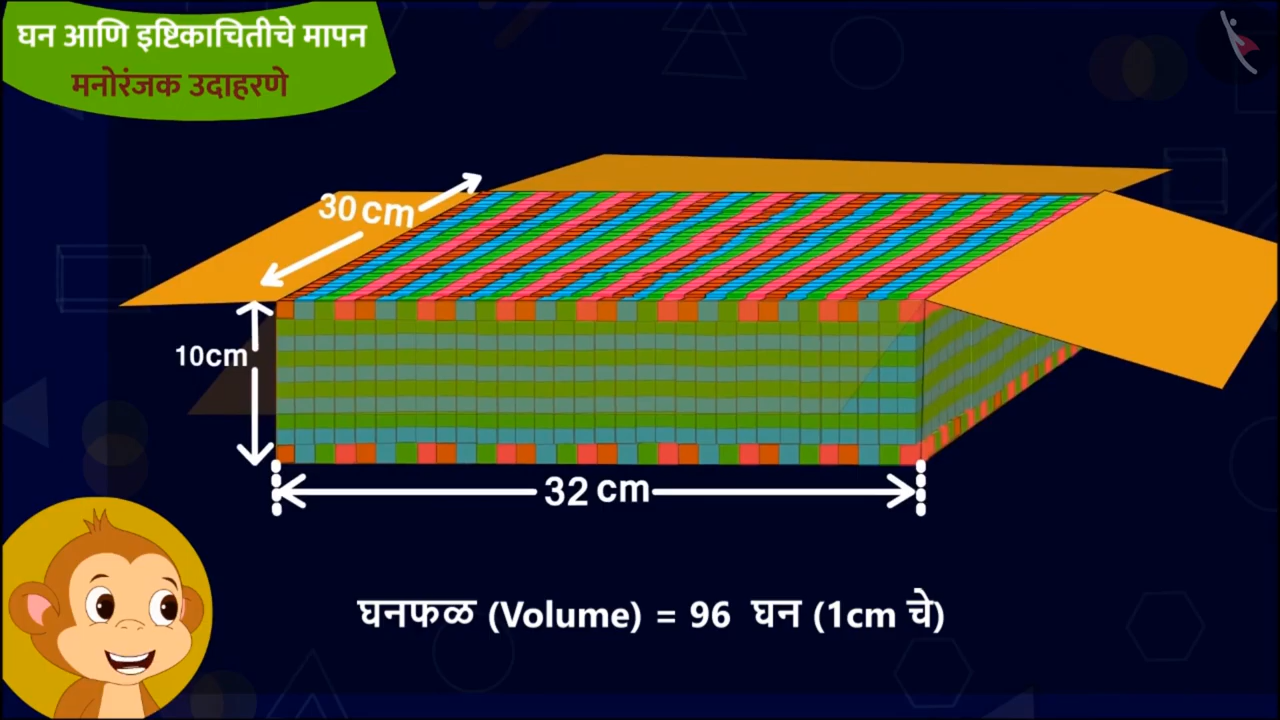 घन आणि इष्टिकाचितीचे मापन
मनोरंजक उदाहरणे
30 cm
10cm
32 cm
घनफळ (Volume) = 96 घन (1cm चे)